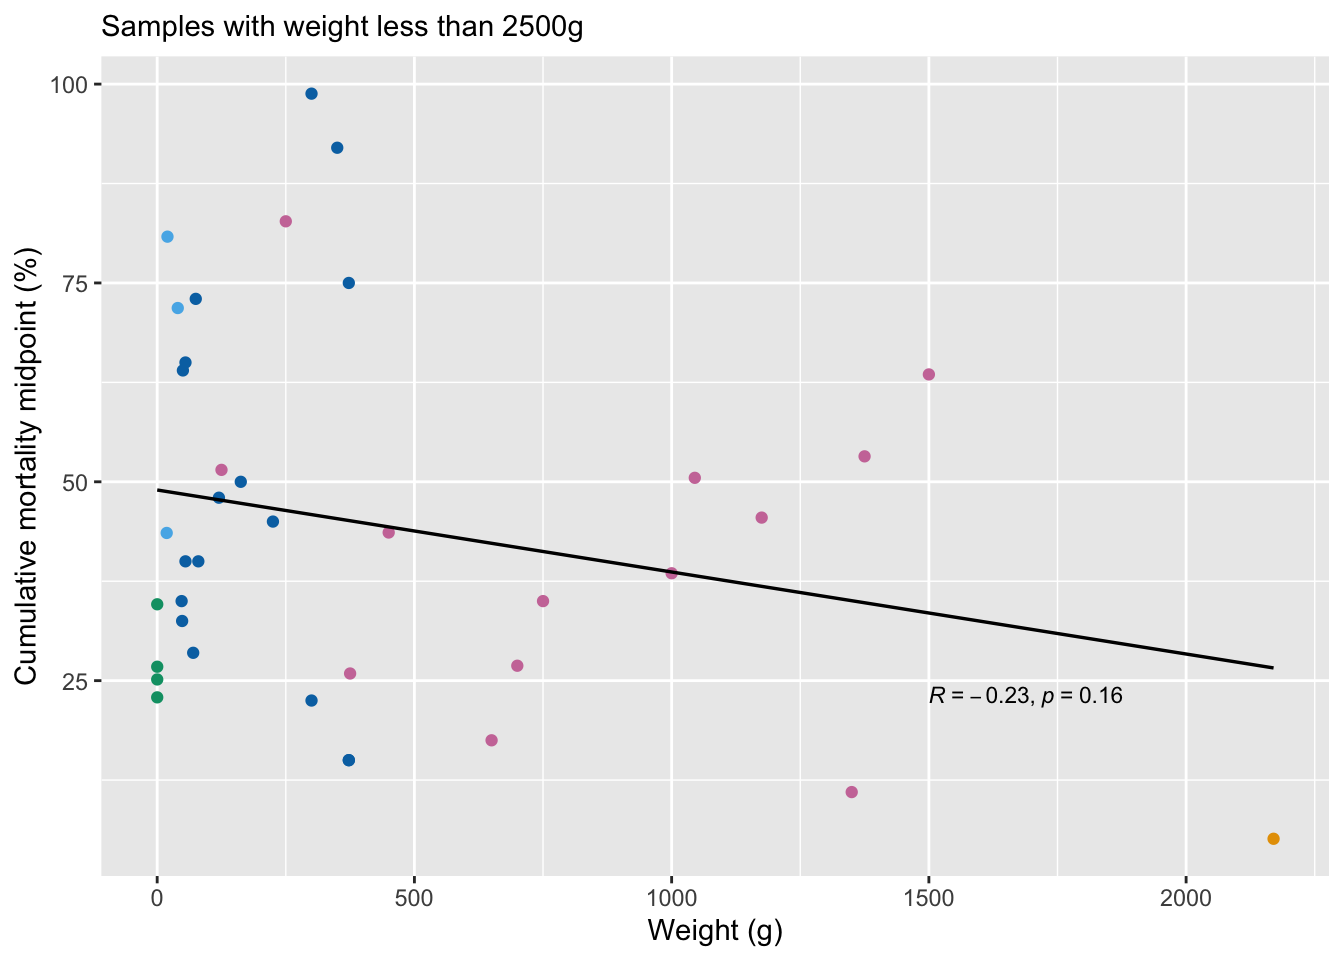 Samples with weight less than 2500g
100
75
50
25
Cumulative mortality midpoint (%)
R = −0.23, p = 0.16
0 500 1000 1500 2000
Weight (g)